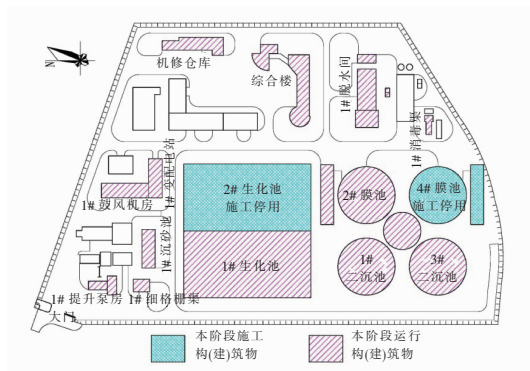 N
机修仓库
综合楼
1#脱水间
1#消毒渠
1#变配电站
1#鼓风机房
2#生化池
施工停用
2#膜池
4#膜池
施工停用
1#沉砂池
1#生化池
1#
二沉池
3#
二沉池
1#提升泵房
1#细格栅渠
大门
本阶段施工
构(建)筑物
本阶段运行
构(建)筑物